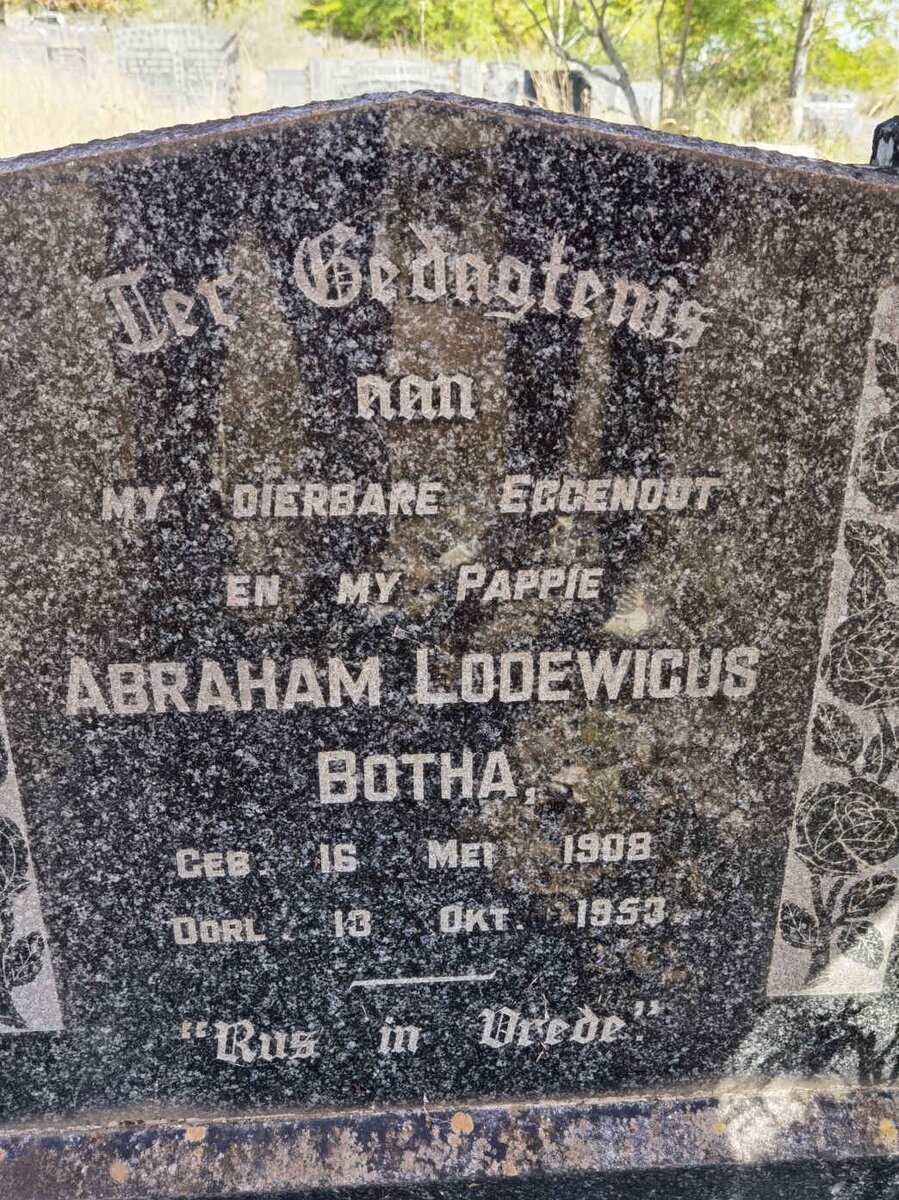 Ter Gedagtenis
aan
MY DIERBARE EGGENOOT
EN MY PAPPIE
ABRAHAM LODEWICUS
BOTHA,
GEB. 16 MEI 1908
OORL. 13 OKT. 1953.
"Rus in Vrede".